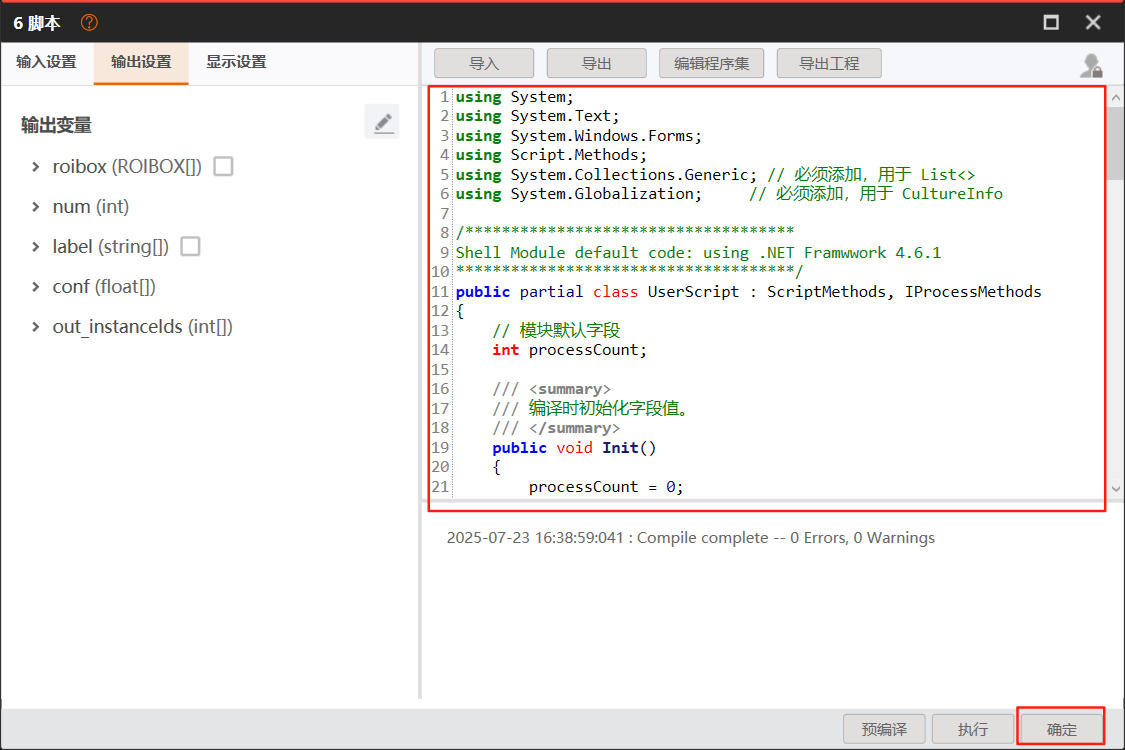 6 脚本
输入设置 输出设置 显示设置
输出变量
roibox (ROIBOX[])
num (int)
label (string[])
conf (float[])
out_instanceIds (int[])
导入 导出 编辑程序集 导出工程
1 using System;
2 using System.Text;
3 using System.Windows.Forms;
4 using Script.Methods;
5 using System.Collections.Generic; // 必须添加，用于 List<>
6 using System.Globalization;     // 必须添加，用于 CultureInfo
7
8 /************************************
9 Shell Module default code: using .NET Framwwork 4.6.1
10 *************************************/
11 public partial class UserScript : ScriptMethods, IProcessMethods
12 {
13     // 模块默认字段
14     int processCount;
15
16     /// <summary>
17     /// 编译时初始化字段值。
18     /// </summary>
19     public void Init()
20     {
21         processCount = 0;
2025-07-23 16:38:59:041 : Compile complete -- 0 Errors, 0 Warnings
预编译 执行 确定